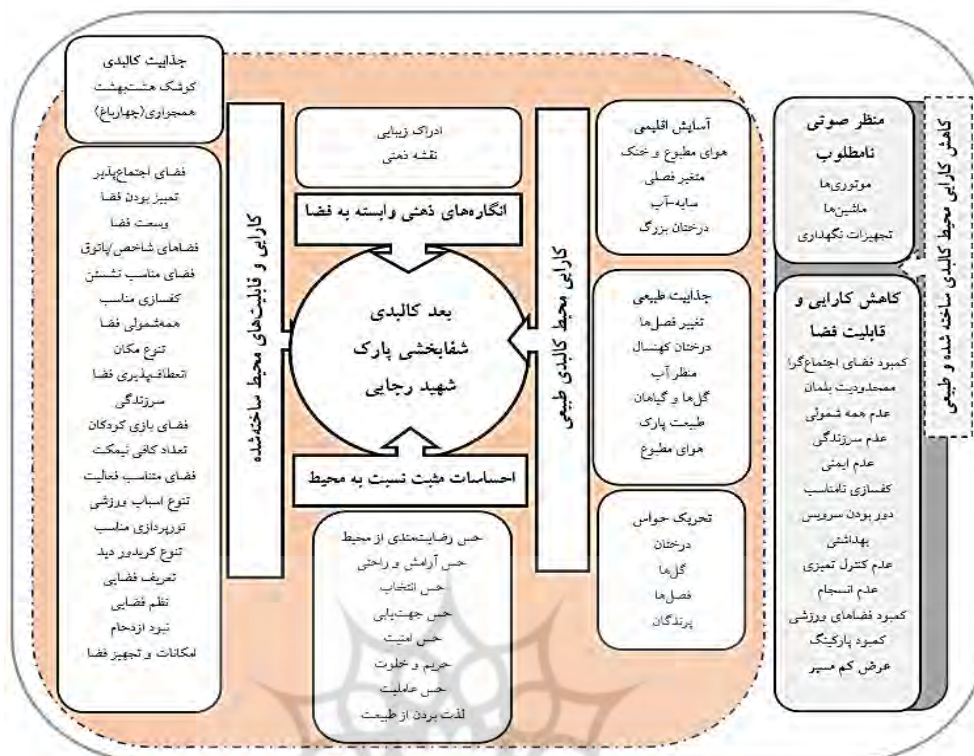 کاهش کارایی محیط کالبدی ساخته شده و طبیعی
منظر صوتی
نامطلوب
موتوری‌ها
ماشین‌ها
تجهیزات نگهداری
کاهش کارایی و
قابلیت فضا
کمبود فضای اجتماع‌گرا
محدودیت بلمان
عدم همه شمولی
عدم سرزندگی
عدم ایمنی
کفسازی نامناسب
دور بودن سرویس
بهداشتی
عدم کنترل تمیزی
عدم انسجام
کمبود فضاهای ورزشی
کمبود پارکینگ
عرض کم مسیر
آسایش اقلیمی
هوای مطبوع و خنک
متغیر فصلی
سایه-آب
درختان بزرگ
جذابیت طبیعی
تغییر فصل‌ها
درختان کهنسال
منظر آب
گل‌ها و گیاهان
طبیعت پارک
هوای مطبوع
تحریک حواس
درختان
گل‌ها
فصل‌ها
پرندگان
کارایی محیط کالبدی طبیعی
ادراک زیبایی
نقشه ذهنی
انگاره‌های ذهنی وابسته به فضا
بعد کالبدی
شفابخشی پارک
شهید رجایی
احساسات مثبت نسبت به محیط
حس رضایت‌مندی از محیط
حس آرامش و راحتی
حس انتخاب
حس جهت‌یابی
حس امنیت
حریم و خلوت
حس عاملیت
لذت بردن از طبیعت
کارایی و قابلیت‌های محیط ساخته‌شده
جذابیت کالبدی
کوشک هشت‌بهشت
همجواری(چهارباغ)
فضای اجتماع‌پذیر
تمییز بودن فضا
وسعت فضا
فضاهای شاخص/پاتوق
فضای مناسب نشستن
کفسازی مناسب
همه‌شمولی فضا
تنوع مکان
انعطاف‌پذیری فضا
سرزندگی
فضای بازی کودکان
تعداد کافی نیمکت
فضای متناسب فعالیت
تنوع اسباب ورزشی
نورپردازی مناسب
تنوع کریدور دید
تعریف فضایی
نظم فضایی
نبود ازدحام
امکانات و تجهیز فضا